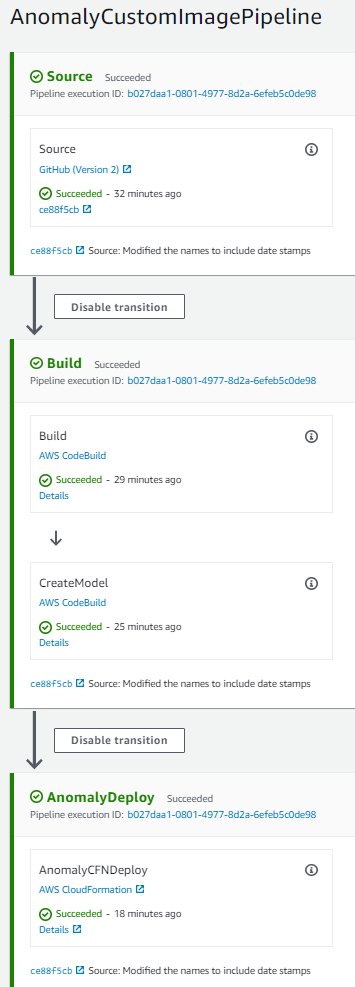 AnomalyCustomImagePipeline
Source Succeeded
Pipeline execution ID: b027daa1-0801-4977-8d2a-6efeb5c0de98
Source
GitHub (Version 2)
Succeeded - 32 minutes ago
ce88f5cb
ce88f5cb Source: Modified the names to include date stamps
Disable transition
Build Succeeded
Pipeline execution ID: b027daa1-0801-4977-8d2a-6efeb5c0de98
Build
AWS CodeBuild
Succeeded - 29 minutes ago
Details
CreateModel
AWS CodeBuild
Succeeded - 25 minutes ago
Details
ce88f5cb Source: Modified the names to include date stamps
Disable transition
AnomalyDeploy Succeeded
Pipeline execution ID: b027daa1-0801-4977-8d2a-6efeb5c0de98
AnomalyCFNDeploy
AWS CloudFormation
Succeeded - 18 minutes ago
Details
ce88f5cb Source: Modified the names to include date stamps